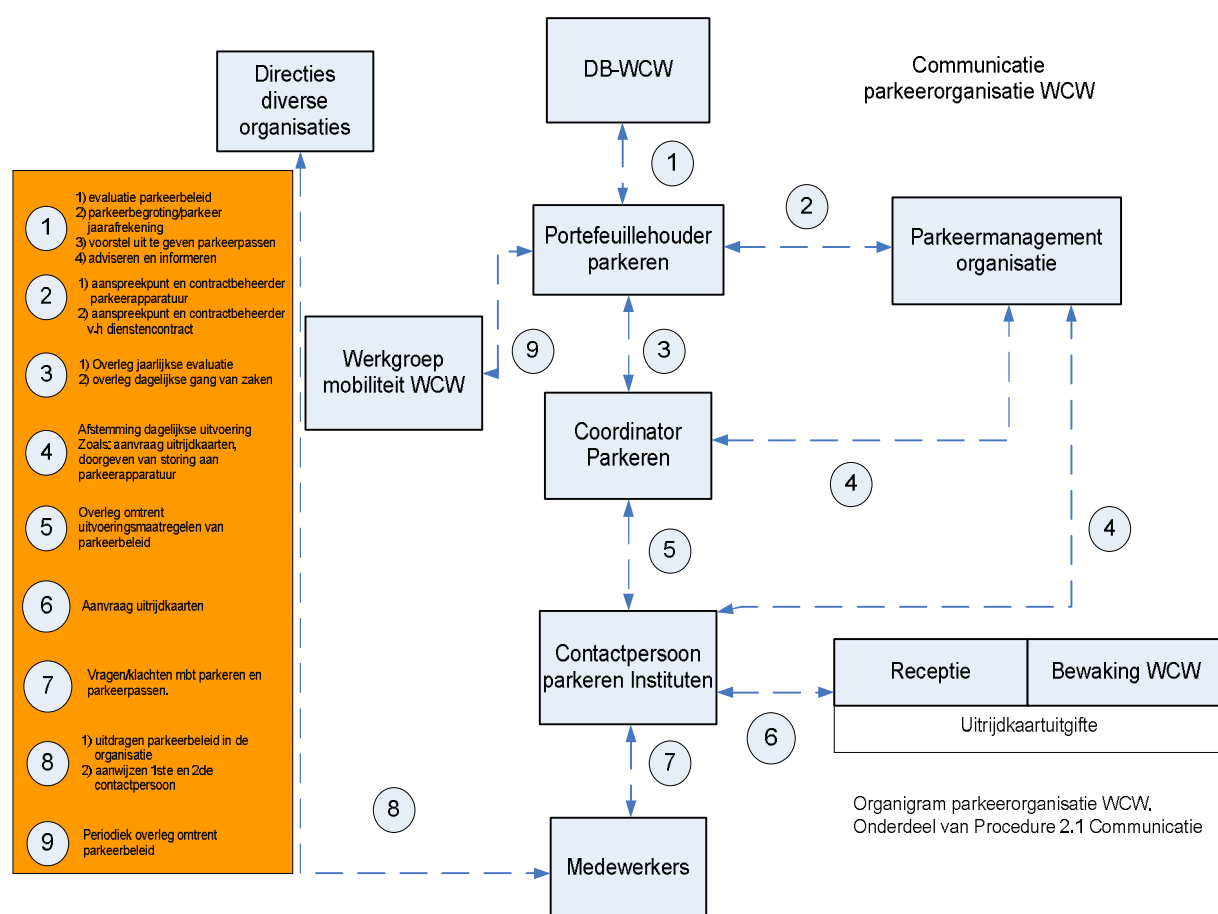 Directies
diverse
organisaties
DB-WCW
Communicatie
parkeerorganisatie WCW
1
2
Portefeuillehouder
parkeren
Parkeermanagement
organisatie
Werkgroep
mobiliteit WCW
9
3
Coordinator
Parkeren
4
5
4
Contactpersoon
parkeren Instituten
Receptie
Bewaking WCW
Uitrijdkaartuitgifte
6
7
8
Medewerkers
Organigram parkeerorganisatie WCW.
Onderdeel van Procedure 2.1 Communicatie
1
1) evaluatie parkeerbeleid
2) parkeerbegroting/parkeer
jaarafrekening
3) voorstel uit te geven parkeerpassen
4) adviseren en informeren
2
1) aanspreekpunt en contractbeheerder
parkeerapparatuur
2) aanspreekpunt en contractbeheerder
v.h dienstencontract
3
1) Overleg jaarlijkse evaluatie
2) overleg dagelijkse gang van zaken
4
Afstemming dagelijkse uitvoering
Zoals: aanvraag uitrijdkaarten,
doorgeven van storing aan
parkeerapparatuur
5
Overleg omtrent
uitvoeringsmaatregelen van
parkeerbeleid
6
Aanvraag uitrijdkaarten
7
Vragen/klachten mbt parkeren en
parkeerpassen.
8
1) uitdragen parkeerbeleid in de
organisatie
2) aanwijzen 1ste en 2de
contactpersoon
9
Periodiek overleg omtrent
parkeerbeleid